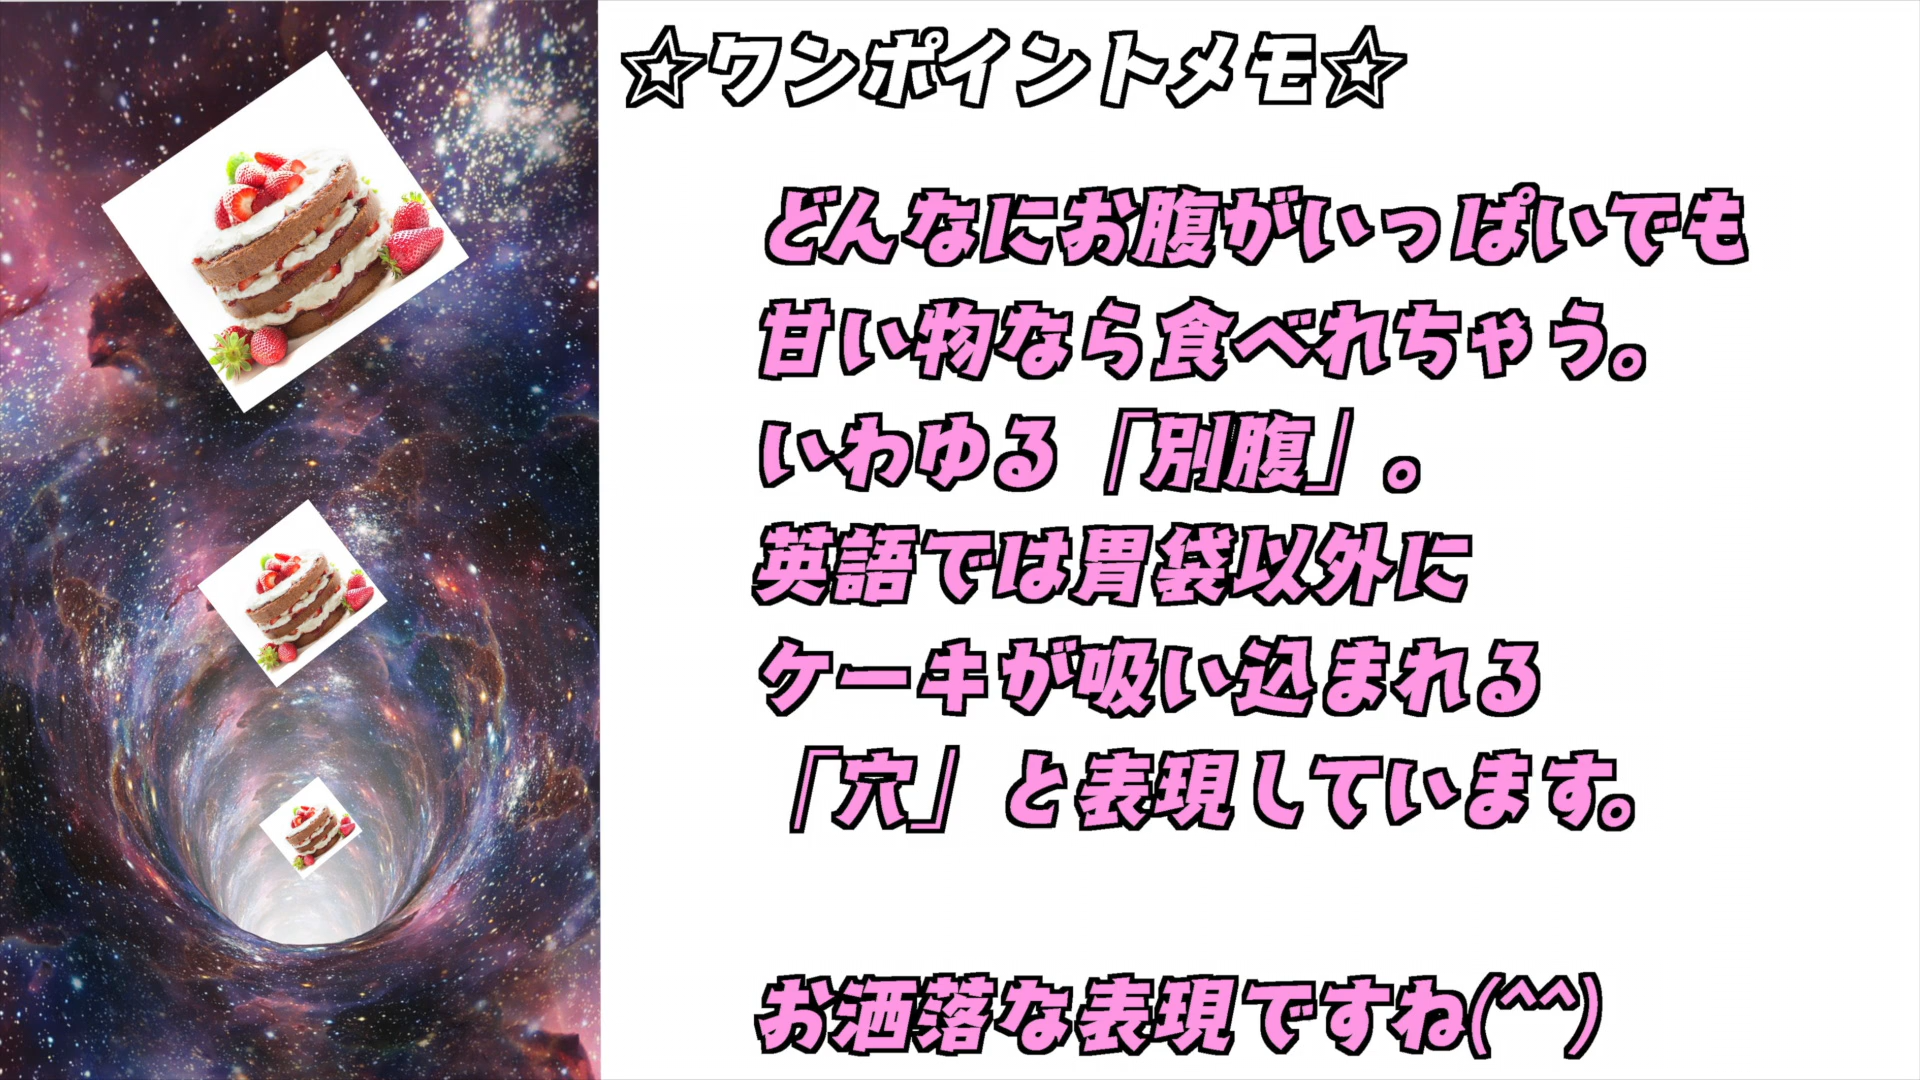 ☆ワンポイントメモ☆
どんなにお腹がいっぱいでも
甘い物なら食べれちゃう。
いわゆる「別腹」。
英語では胃袋以外に
ケーキが吸い込まれる
「穴」と表現しています。
お洒落な表現ですね(^^)